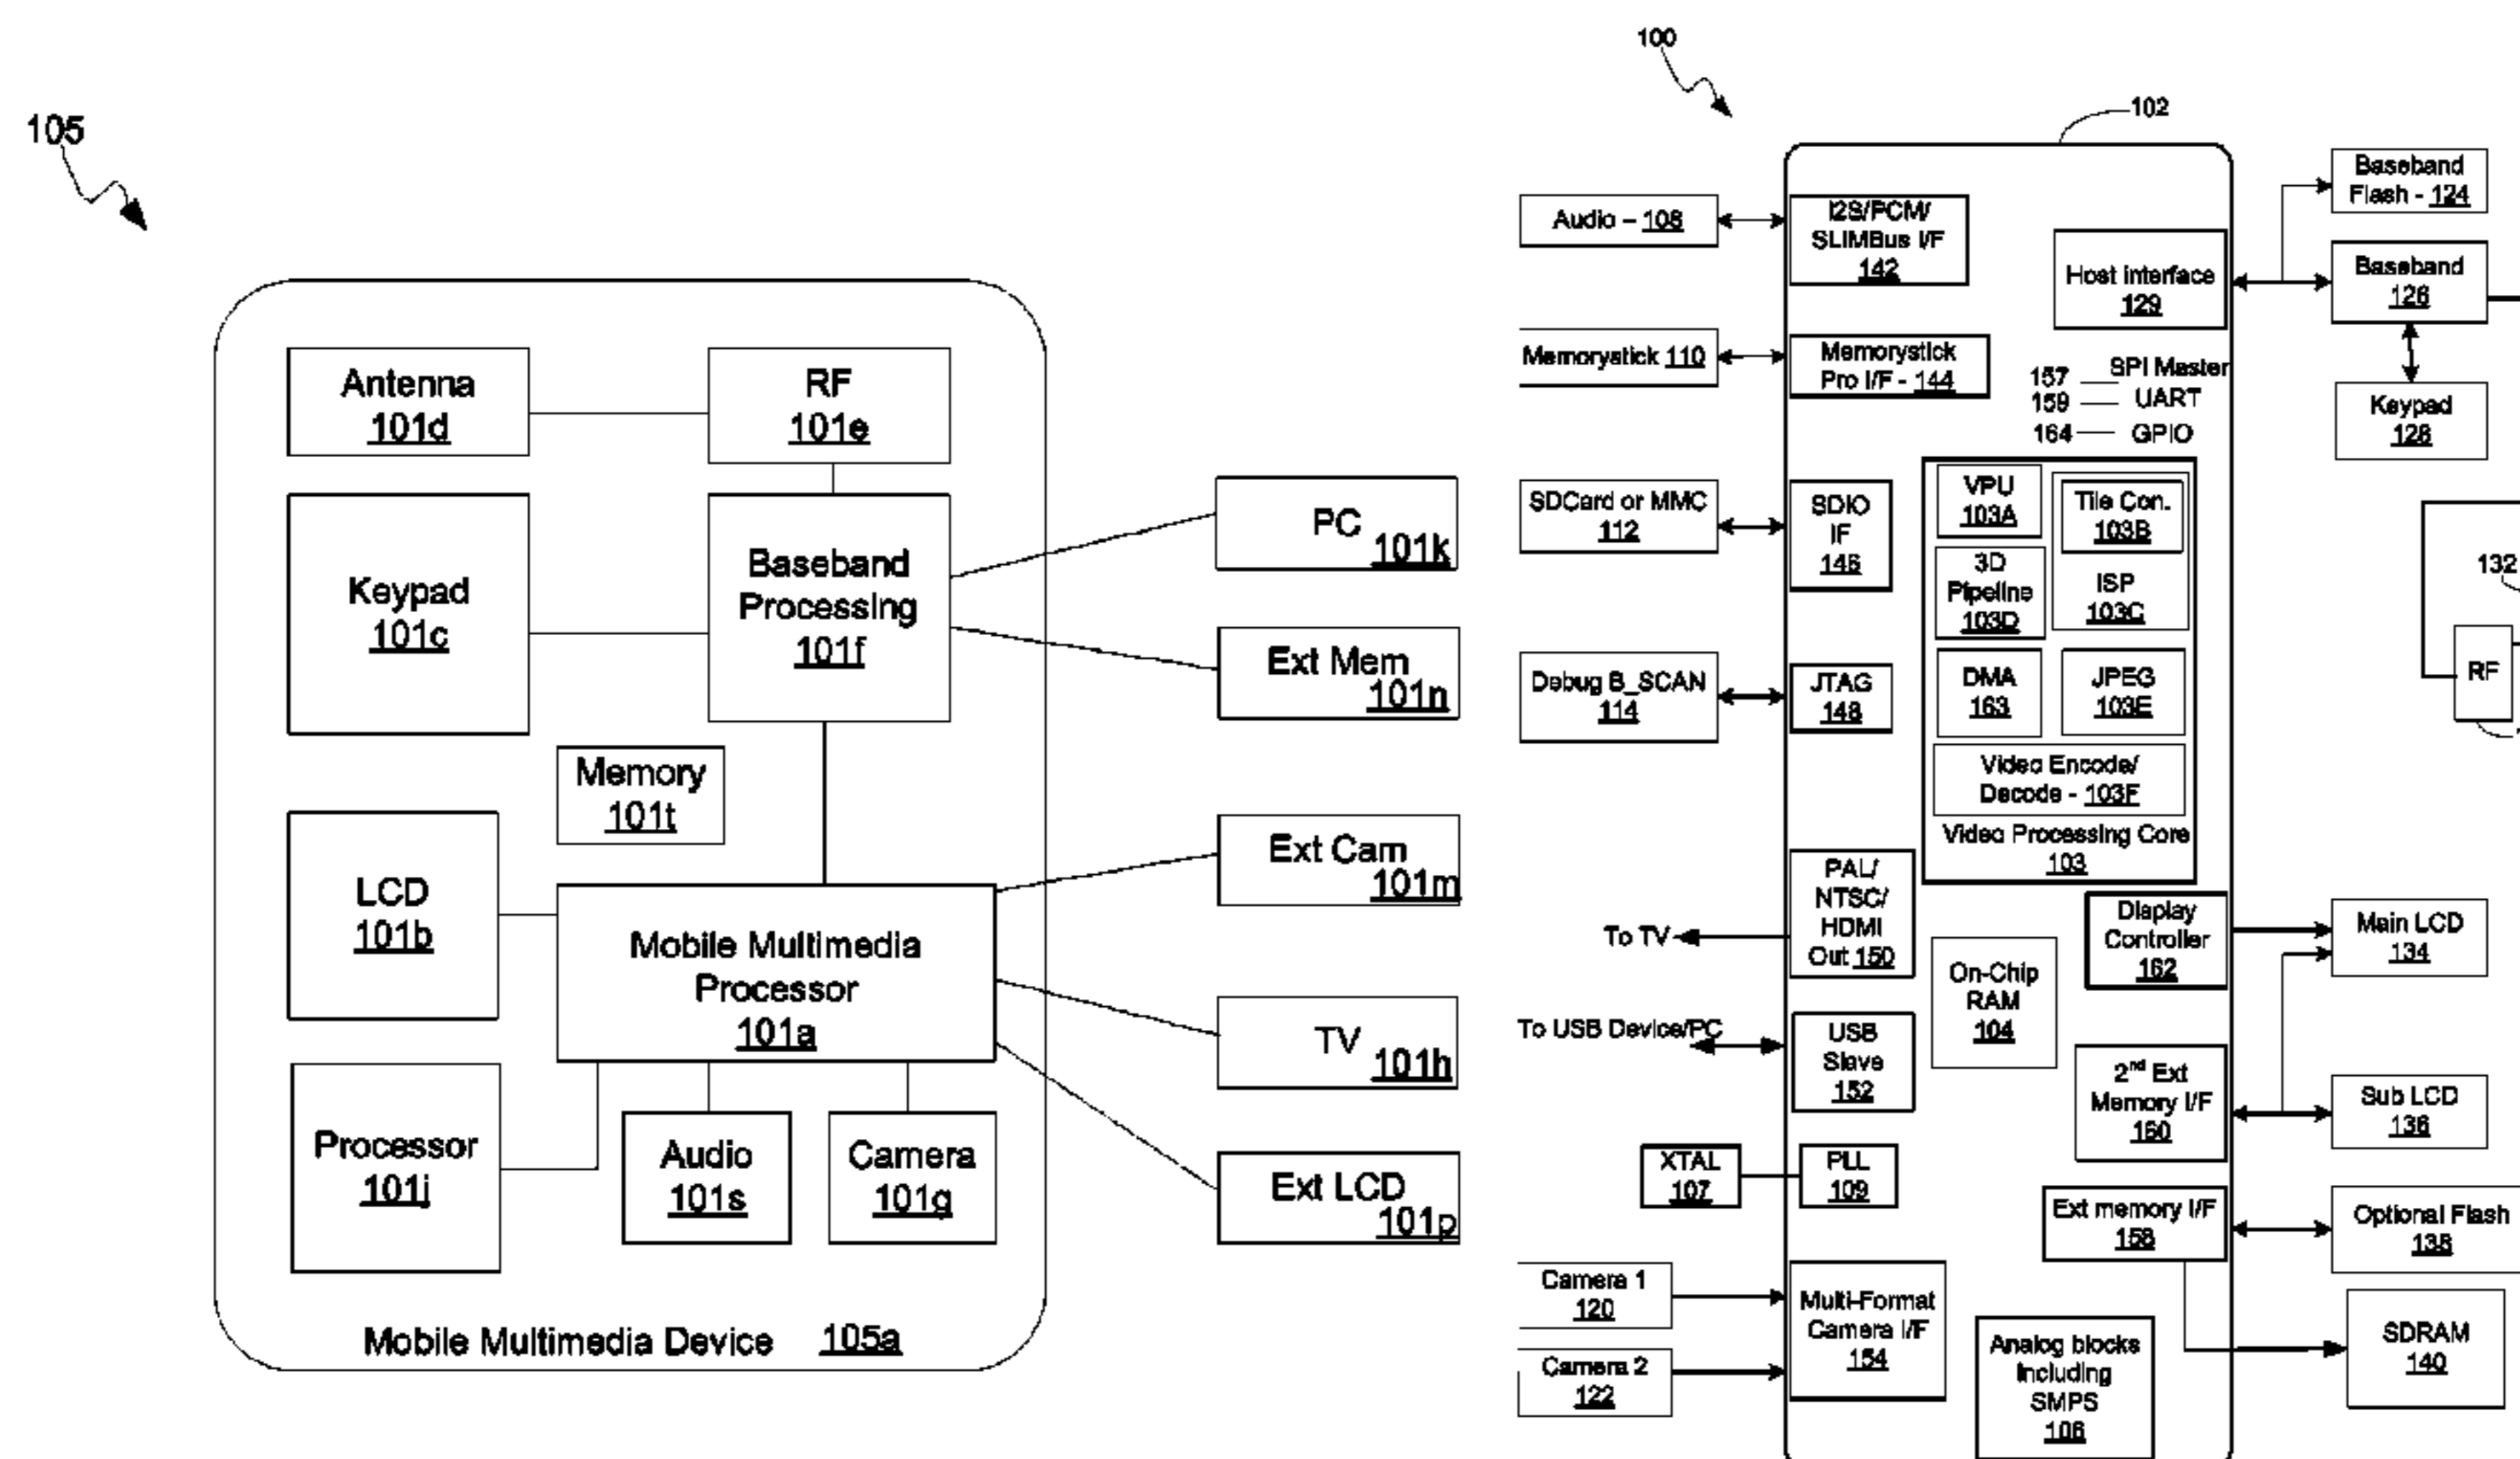 105
Antenna
101d
RF
101e
Keypad
101c
Baseband
Processing
101f
Memory
101t
LCD
101b
Mobile Multimedia
Processor
101a
Processor
101j
Audio
101s
Camera
101g
Mobile Multimedia Device 105a
PC
101k
Ext Mem
101n
Ext Cam
101m
TV
101h
Ext LCD
101p
100
102
Audio – 108
Memorystick 110
SDCard or MMC
112
Debug B_SCAN
114
To TV
To USB Device/PC
XTAL
107
Camera 1
120
Camera 2
122
I2S/PCM/
SLIMBus I/F
142
Memorystick
Pro I/F - 144
SDIO
IF
146
JTAG
148
PAL/
NTSC/
HDMI
Out 150
USB
Slave
152
PLL
109
Multi-Format
Camera I/F
154
Host interface
129
157 SPI Master
159 UART
164 GPIO
VPU
103A
Tile Con.
103B
3D
Pipeline
103D
ISP
103C
DMA
163
JPEG
103E
Video Encode/
Decode - 103F
Video Processing Core
103
Display
Controller
162
On-Chip
RAM
104
2nd Ext
Memory I/F
160
Ext memory I/F
158
Analog blocks
including
SMPS
106
Baseband
Flash - 124
Baseband
126
Keypad
128
132
RF
Main LCD
134
Sub LCD
136
Optional Flash
138
SDRAM
140